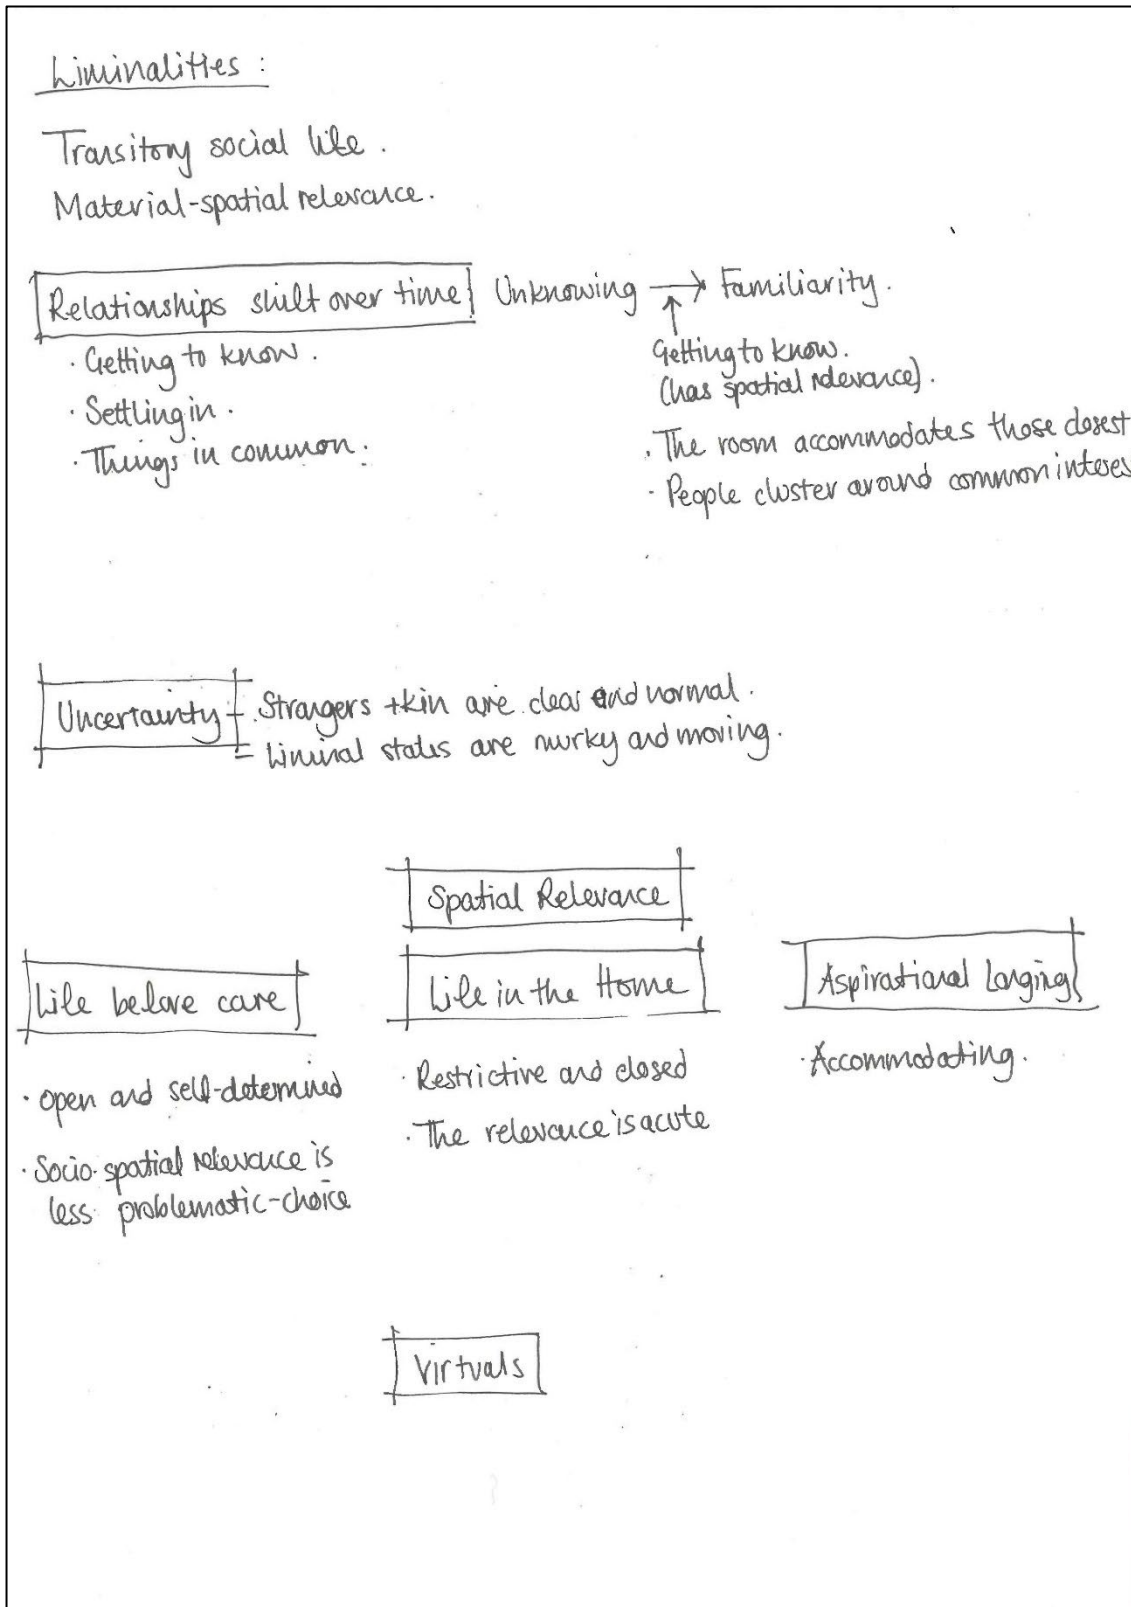 Liminalities :
Transitory social life.
Material-spatial relevance.
Relationships shift over time Unknowing → Familiarity.
· Getting to know.
· Settling in.
· Things in common.
Getting to know.
(has spatial relevance).
· The room accommodates those closest
· People cluster around common interes
Uncertainty - Strangers + kin are clear and normal.
- Liminal states are murky and moving.
Spatial Relevance
Life before care
· Open and self-determined
· Socio-spatial relevance is
less problematic-choice
Life in the Home
· Restrictive and closed
· The relevance is acute
Aspirational Longing
· Accommodating.
Virtuals